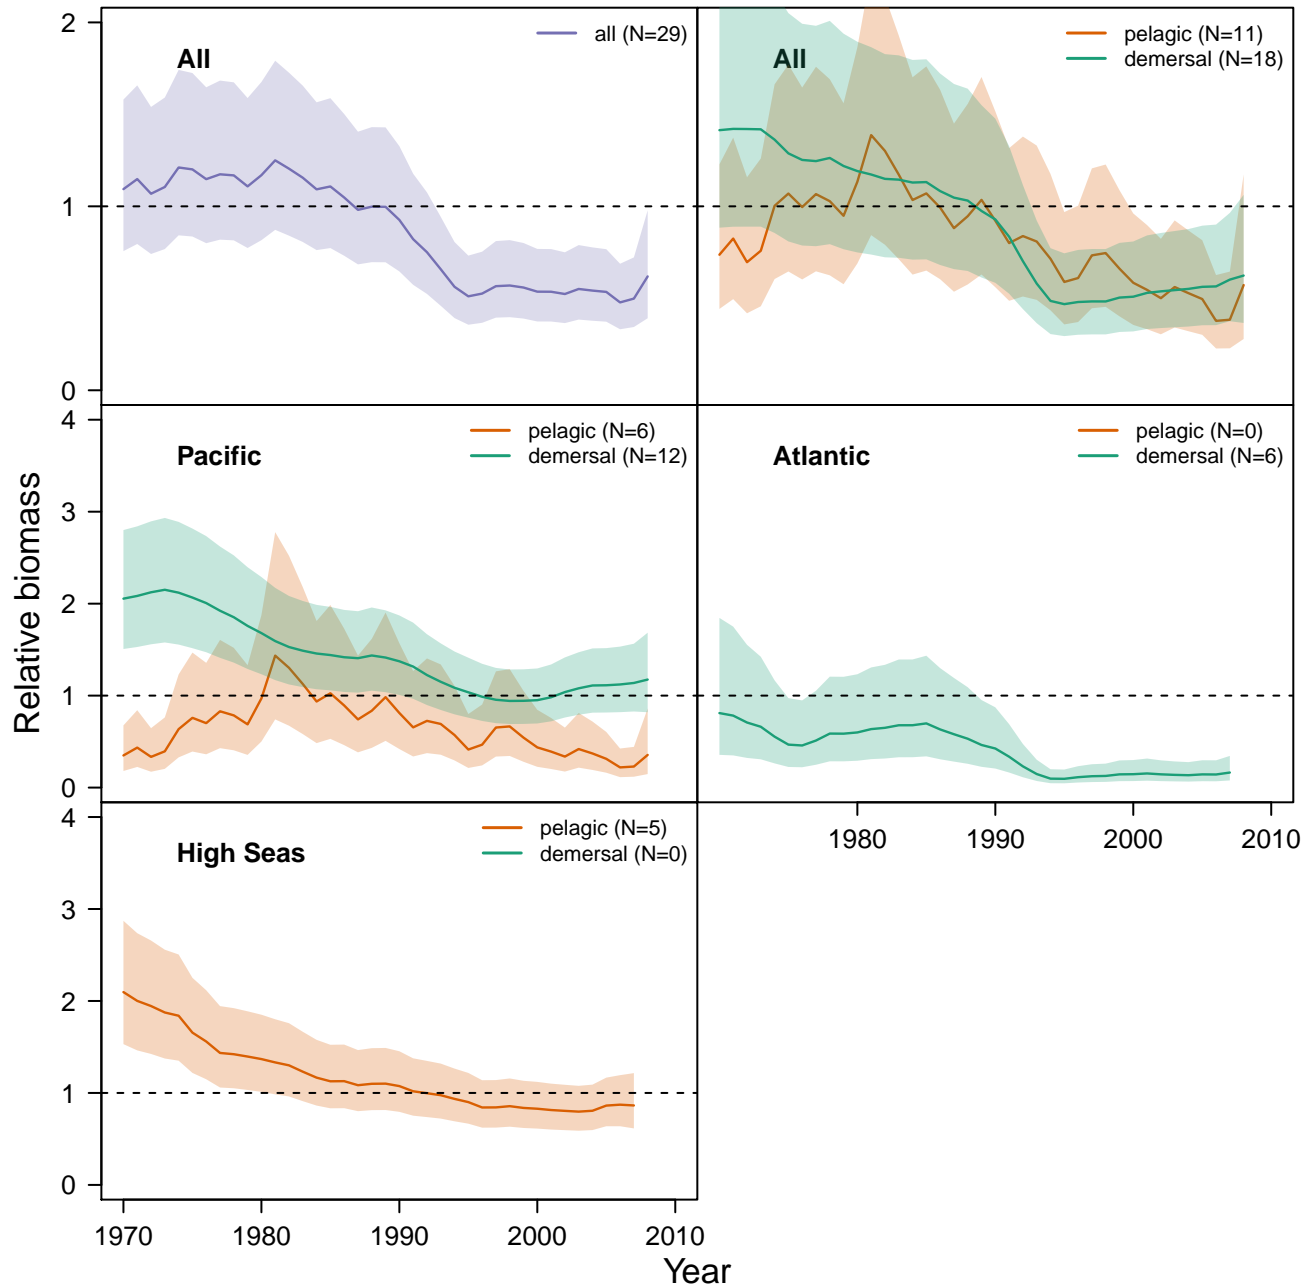 All
all (N=29)
2
1
0
All
pelagic (N=11)
demersal (N=18)
Relative biomass
Pacific
pelagic (N=6)
demersal (N=12)
4
3
2
1
0
Atlantic
pelagic (N=0)
demersal (N=6)
1980
1990
2000
2010
High Seas
pelagic (N=5)
demersal (N=0)
4
3
2
1
0
1970
1980
1990
2000
2010
Year